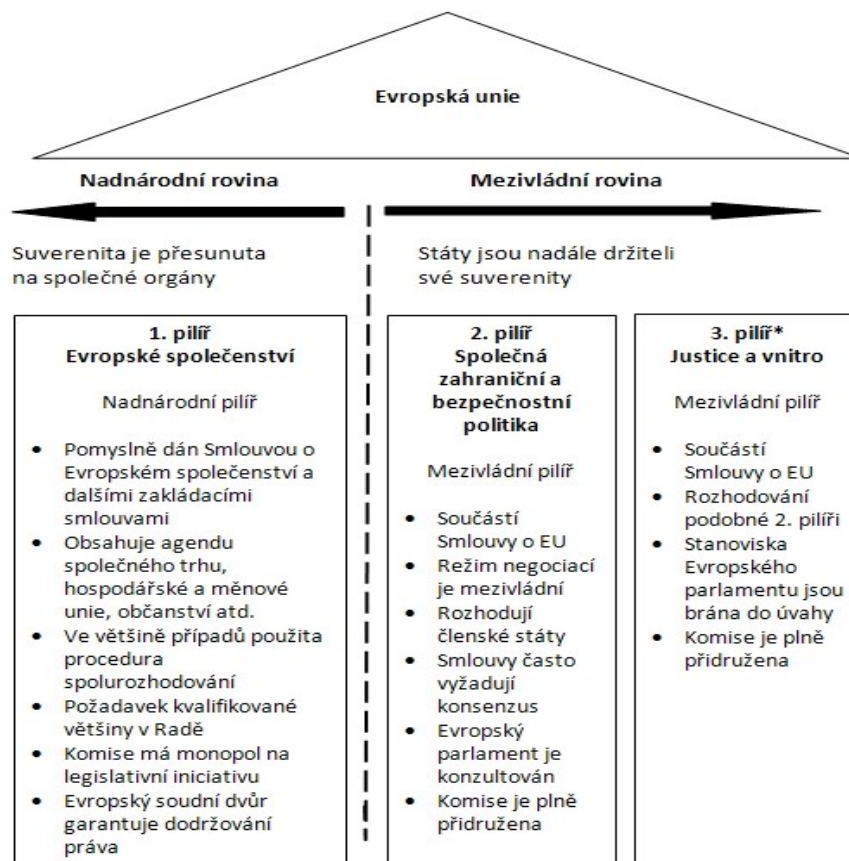 Evropská unie
Nadnárodní rovina
Mezivládní rovina
Suverenita je přesunuta
na společné orgány
Státy jsou nadále držiteli
své suverenity
1. pilíř
Evropské společenství
Nadnárodní pilíř
• Pomyslně dán Smlouvou o
Evropském společenství a
dalšími zakládacími
smlouvami
• Obsahuje agendu
společného trhu,
hospodářské a měnové
unie, občanství atd.
• Ve většině případů použita
procedura
spolurozhodování
• Požadavek kvalifikované
většiny v Radě
• Komise má monopol na
legislativní iniciativu
• Evropský soudní dvůr
garantuje dodržování
práva
2. pilíř
Společná
zahraniční a
bezpečnostní
politika
Mezivládní pilíř
• Součástí
Smlouvy o EU
• Režim negociací
je mezivládní
• Rozhodují
členské státy
• Smlouvy často
vyžadují
konsenzus
• Evropský
parlament je
konzultován
• Komise je plně
přidružena
3. pilíř*
Justice a vnitro
Mezivládní pilíř
• Součástí
Smlouvy o EU
• Rozhodování
podobné 2. pilíři
• Stanoviska
Evropského
parlamentu jsou
brána do úvahy
• Komise je plně
přidružena